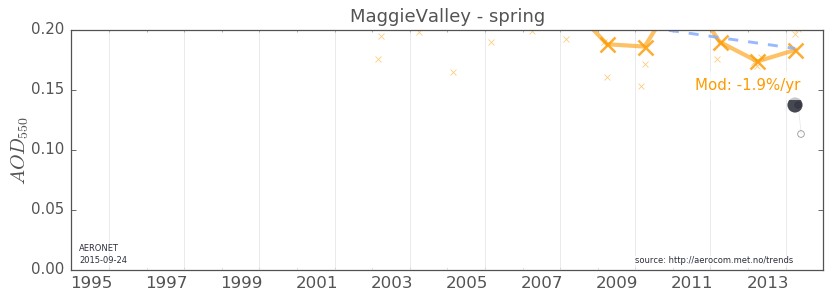 MaggieValley - spring
0.20
0.15
0.10
0.05
0.00
AOD550
Mod: -1.9%/yr
AERONET
2015-09-24
source: http://aerocom.met.no/trends
1995 1997 1999 2001 2003 2005 2007 2009 2011 2013